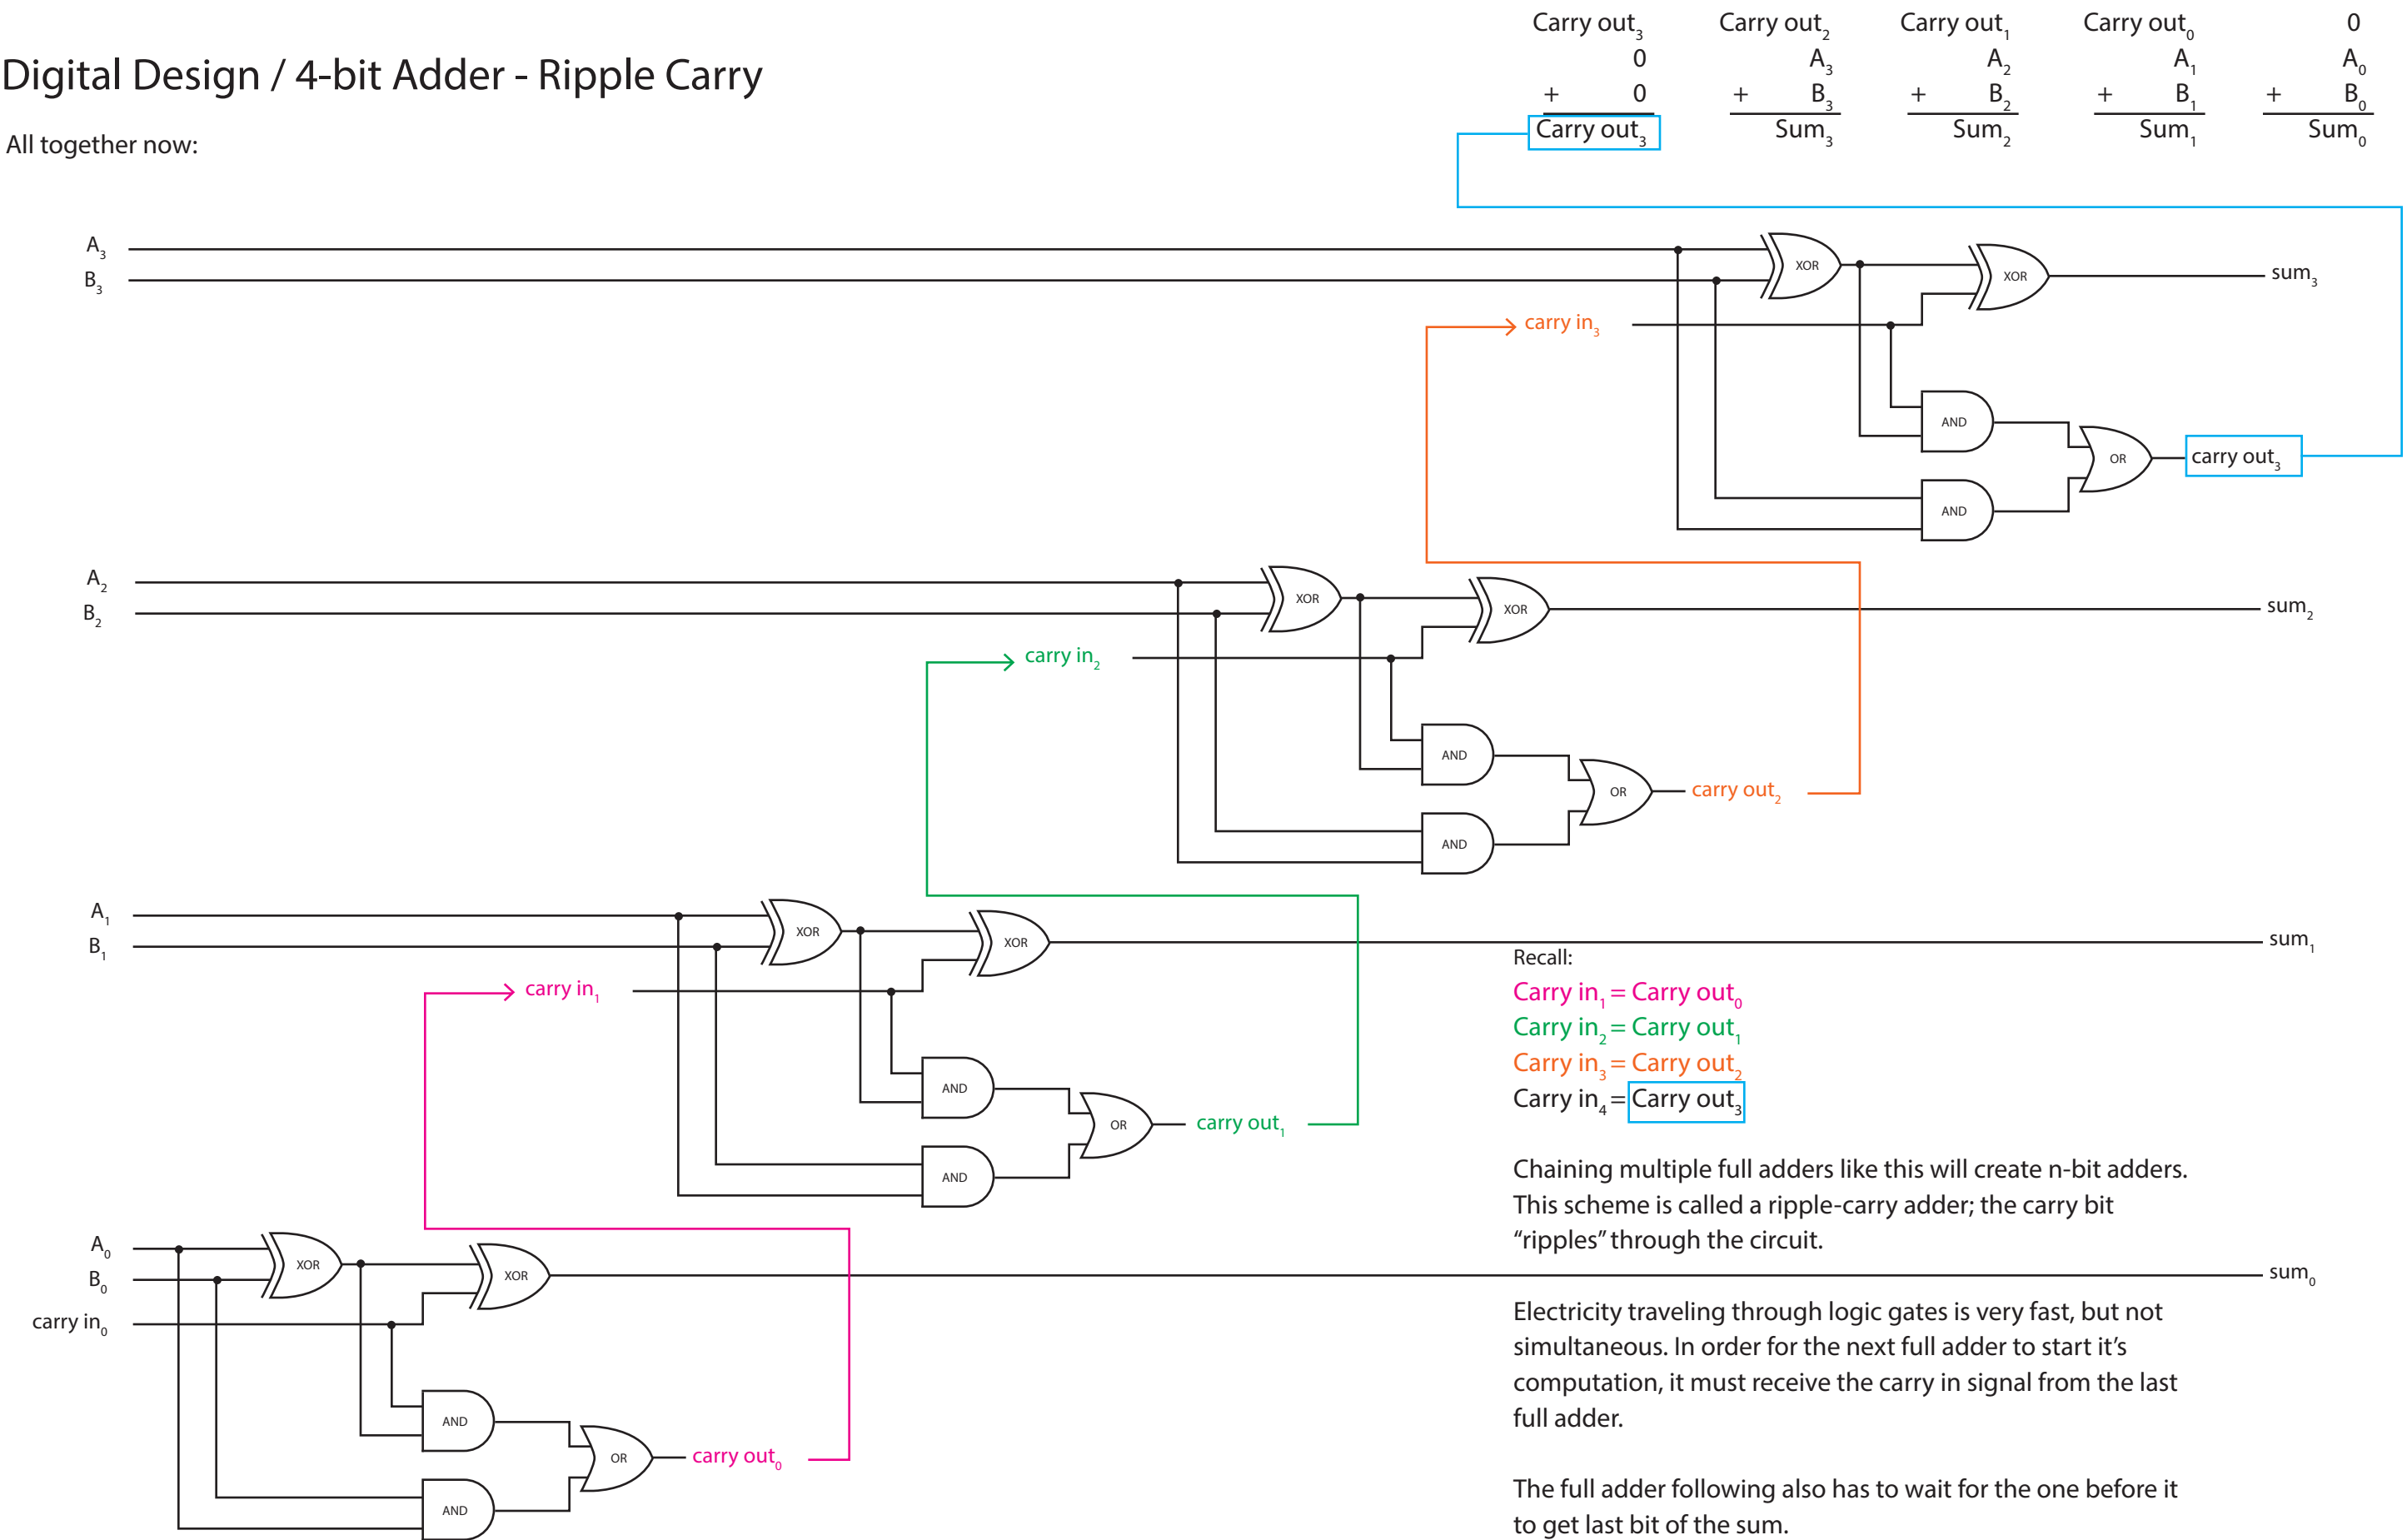 Digital Design / 4-bit Adder - Ripple Carry
All together now:
Carry out₃ Carry out₂ Carry out₁ Carry out₀ 0
0 A₃ A₂ A₁ A₀
+ 0 + B₃ + B₂ + B₁ + B₀
Carry out₃ Sum₃ Sum₂ Sum₁ Sum₀
A₃
B₃
XOR
XOR
sum₃
carry in₃
AND
OR
carry out₃
AND
A₂
B₂
XOR
XOR
sum₂
carry in₂
AND
OR
carry out₂
AND
A₁
B₁
XOR
XOR
sum₁
carry in₁
AND
OR
carry out₁
AND
A₀
B₀
carry in₀
XOR
XOR
sum₀
AND
OR
carry out₀
AND
Recall:
Carry in₁ = Carry out₀
Carry in₂ = Carry out₁
Carry in₃ = Carry out₂
Carry in₄ = Carry out₃
Chaining multiple full adders like this will create n-bit adders.
This scheme is called a ripple-carry adder; the carry bit
“ripples” through the circuit.
Electricity traveling through logic gates is very fast, but not
simultaneous. In order for the next full adder to start it’s
computation, it must receive the carry in signal from the last
full adder.
The full adder following also has to wait for the one before it
to get last bit of the sum.